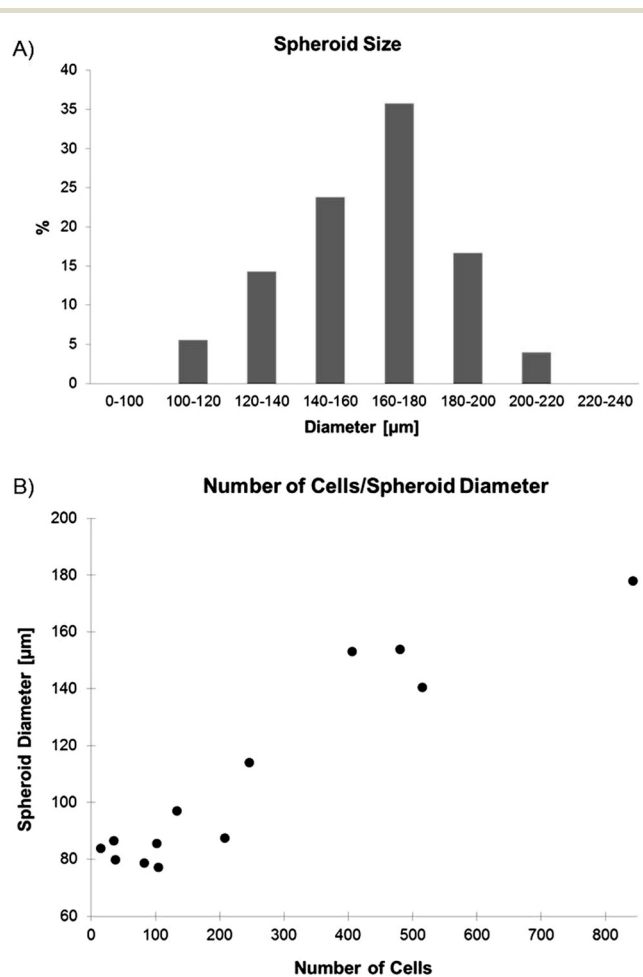 A)
Spheroid Size
40
35
30
25
20
15
10
5
0
%
0-100 100-120 120-140 140-160 160-180 180-200 200-220 220-240
Diameter [µm]
B)
Number of Cells/Spheroid Diameter
200
180
160
140
120
100
80
60
Spheroid Diameter [µm]
0 100 200 300 400 500 600 700 800
Number of Cells